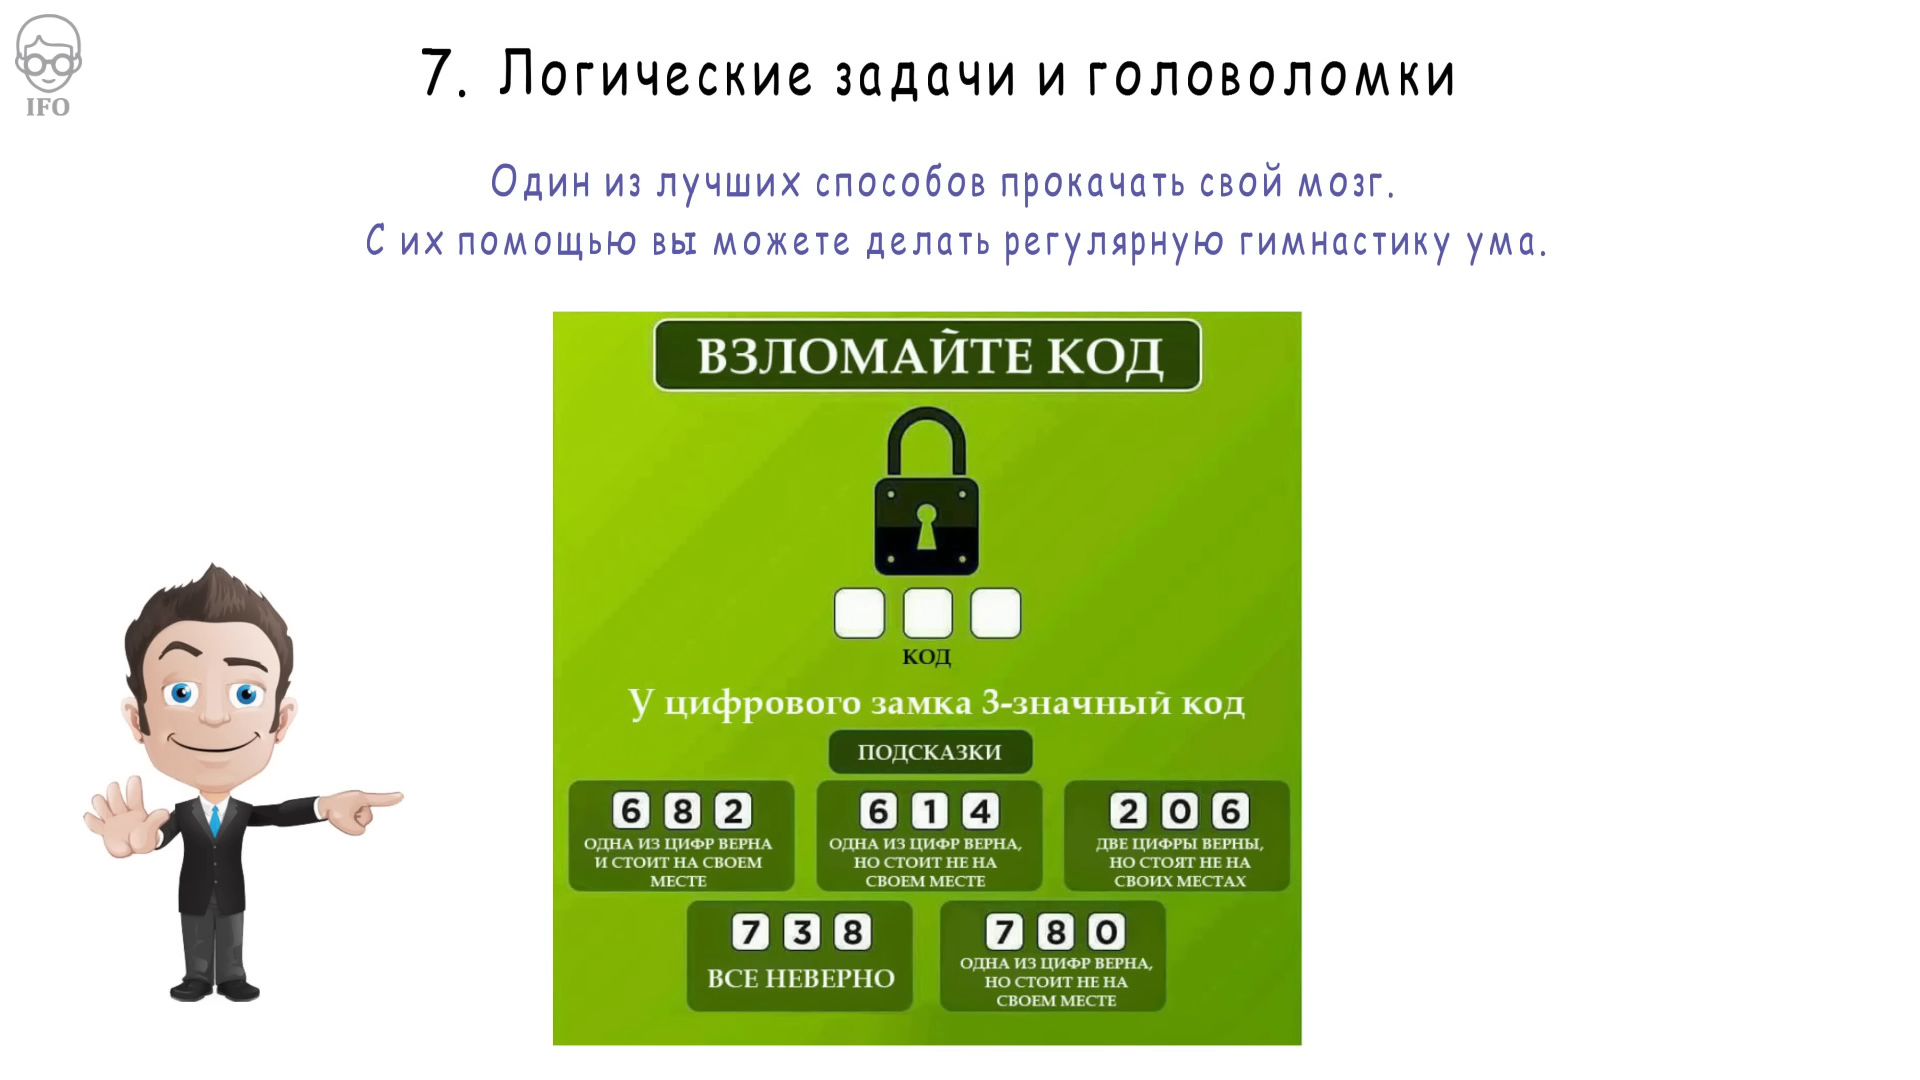 IFO
7. Логические задачи и головоломки
Один из лучших способов прокачать свой мозг.
С их помощью вы можете делать регулярную гимнастику ума.
ВЗЛОМАЙТЕ КОД
КОД
У цифрового замка 3-значный код
ПОДСКАЗКИ
6 8 2
ОДНА ИЗ ЦИФР ВЕРНА
И СТОИТ НА СВОЕМ
МЕСТЕ
6 1 4
ОДНА ИЗ ЦИФР ВЕРНА,
НО СТОИТ НЕ НА
СВОЕМ МЕСТЕ
2 0 6
ДВЕ ЦИФРЫ ВЕРНЫ,
НО СТОЯТ НЕ НА
СВОИХ МЕСТАХ
7 3 8
ВСЕ НЕВЕРНО
7 8 0
ОДНА ИЗ ЦИФР ВЕРНА,
НО СТОИТ НЕ НА
СВОЕМ МЕСТЕ